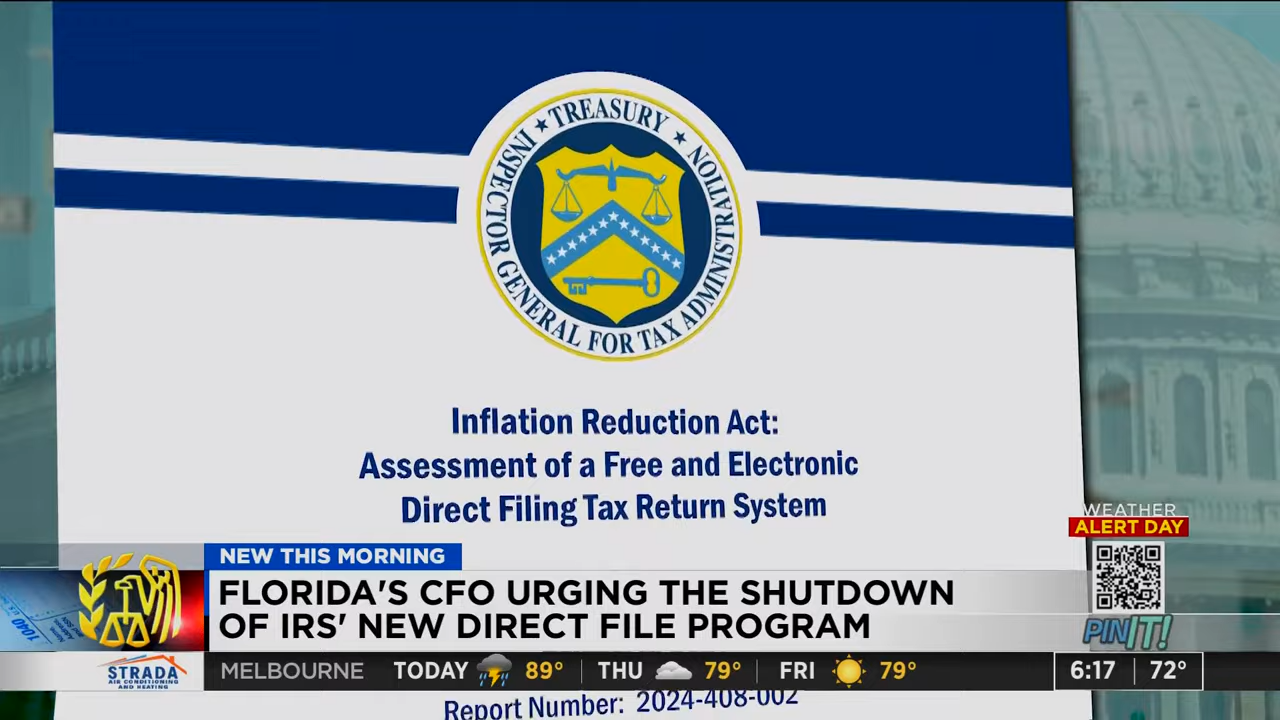 TREASURY
INSPECTOR GENERAL FOR TAX ADMINISTRATION
Inflation Reduction Act:
Assessment of a Free and Electronic
Direct Filing Tax Return System
WEATHER
ALERT DAY
NEW THIS MORNING
FLORIDA'S CFO URGING THE SHUTDOWN
OF IRS' NEW DIRECT FILE PROGRAM
1040
PINIT!
STRADA
AIR CONDITIONING
AND HEATING
MELBOURNE TODAY 89° THU 79° FRI 79° 6:17 72°
Report Number: 2024-408-002